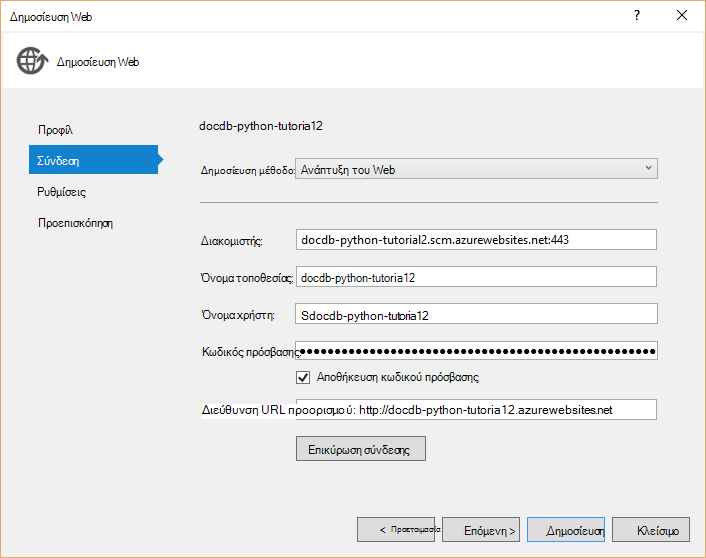 Δημοσίευση Web
?
Δημοσίευση Web
Προφίλ
Σύνδεση
Ρυθμίσεις
Προεπισκόπηση
docdb-python-tutoria12
Δημοσίευση μέθοδο: Ανάπτυξη του Web
Διακομιστής: docdb-python-tutorial2.scm.azurewebsites.net:443
Όνομα τοποθεσίας: docdb-python-tutoria12
Όνομα χρήστη: Sdocdb-python-tutoria12
Κωδικός πρόσβασης:
Αποθήκευση κωδικού πρόσβασης
Διεύθυνση URL προορισμού: http://docdb-python-tutoria12.azurewebsites.net
Επικύρωση σύνδεσης
< Προετοιμασία
Επόμενη >
Δημοσίευση
Κλείσιμο